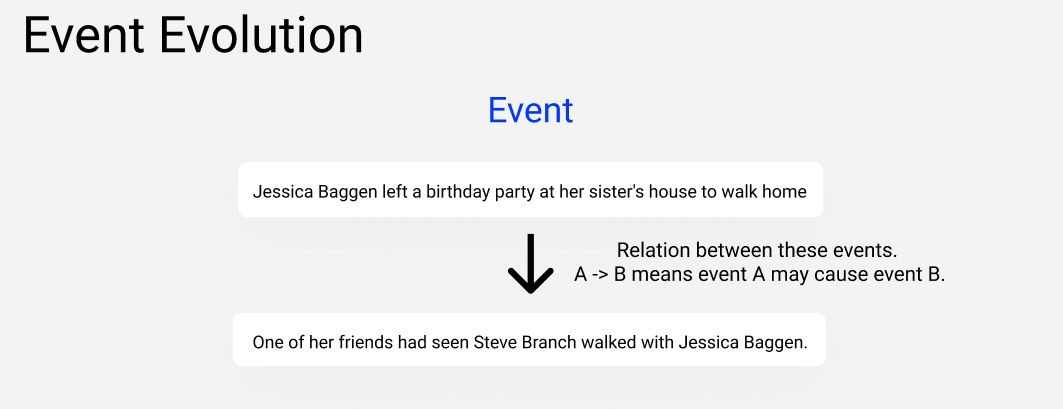 Event Evolution
Event
Jessica Baggen left a birthday party at her sister's house to walk home
Relation between these events.
A -> B means event A may cause event B.
One of her friends had seen Steve Branch walked with Jessica Baggen.